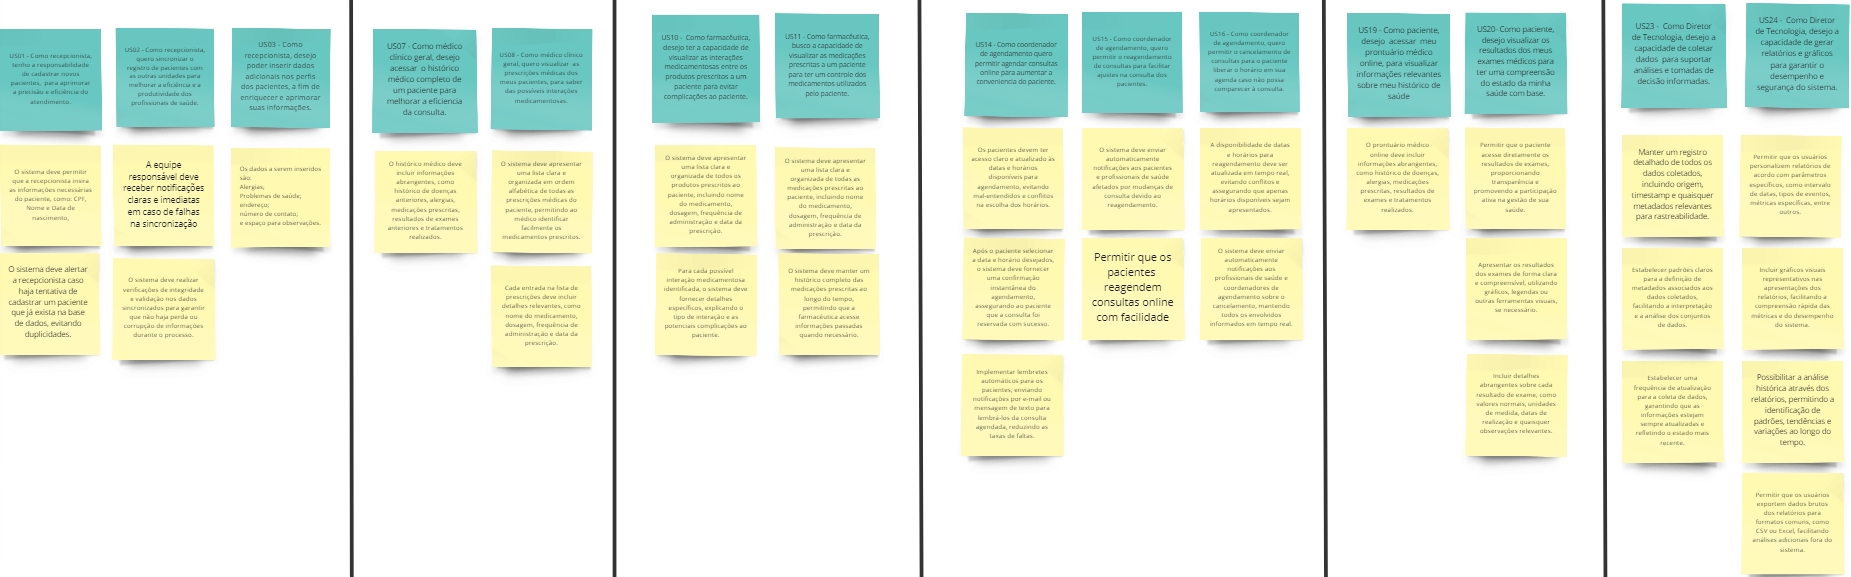 US01 - Como recepcionista,
tenho a responsabilidade
de cadastrar novos
pacientes para aprimorar
a precisão e eficiência do
atendimento.
O sistema deve permitir
que a recepcionista insira
as informações necessárias
do paciente, como: CPF,
Nome e Data de
nascimento,
O sistema deve alertar
a recepcionista caso
haja tentativa de
cadastrar um paciente
que já exista na base
de dados, evitando
duplicidades.
US02 - Como recepcionista,
quero sincronizar o
registro de pacientes com
as outras unidades para
melhorar a eficiência e a
produtividade dos
profissionais de saúde.
A equipe
responsável deve
receber notificações
claras e imediatas
em caso de falhas
na sincronização
O sistema deve realizar
verificações de integridade
e validação nos dados
sincronizados para garantir
que não haja perda ou
corrupção de informações
durante o processo.
US03 - Como
recepcionista, desejo
poder inserir dados
adicionais nos perfis
dos pacientes, a fim de
enriquecer e aprimorar
suas informações.
Os dados a serem inseridos
são:
Alergias;
Problemas de saúde;
endereço;
número de contato;
e espaço para observações.
US07 - Como médico
clínico geral, desejo
acessar o histórico
médico completo de
um paciente para
melhorar a eficiencia
da consulta.
O histórico médico deve
incluir informações
abrangentes, como
histórico de doenças
anteriores, alergias,
medicações prescritas,
resultados de exames
anteriores e tratamentos
realizados.
US08 - Como médico clínico
geral, quero visualizar as
prescrições médicas dos
meus pacientes, para saber
das possíveis interações
medicamentosas.
O sistema deve apresentar
uma lista clara e
organizada em ordem
alfabética de todas as
prescrições médicas do
paciente, permitindo ao
médico identificar
facilmente os
medicamentos prescritos.
Cada entrada na lista de
prescrições deve incluir
detalhes relevantes, como
nome do medicamento,
dosagem, frequência de
administração e data da
prescrição.
US10 - Como farmacêutica,
desejo ter a capacidade de
visualizar as interações
medicamentosas entre os
produtos prescritos a um
paciente para evitar
complicações ao paciente.
O sistema deve apresentar
uma lista clara e
organizada de todos os
produtos prescritos ao
paciente, incluindo nome
do medicamento,
dosagem, frequência de
administração e data da
prescrição.
Para cada possível
interação medicamentosa
identificada, o sistema deve
fornecer detalhes
específicos, explicando o
tipo de interação e as
potenciais complicações ao
paciente.
US11 - Como farmacêutica,
busco a capacidade de
visualizar as medicações
prescritas a um paciente
para ter um controle dos
medicamentos utilizados
pelo paciente.
O sistema deve apresentar
uma lista clara e
organizada de todas as
medicações prescritas ao
paciente, incluindo nome
do medicamento,
dosagem, frequência de
administração e data da
prescrição.
O sistema deve manter um
histórico completo das
medicações prescritas ao
longo do tempo,
permitindo que a
farmacêutica acesse
informações passadas
quando necessário.
US14 - Como coordenador
de agendamento quero
permitir agendar consultas
online para aumentar a
conveniencia do paciente.
Os pacientes devem ter
acesso claro e atualizado às
datas e horários
disponíveis para
agendamento, evitando
mal-entendidos e conflitos
na escolha dos horários.
Após o paciente selecionar
a data e horário desejados,
o sistema deve fornecer
uma confirmação
instantânea do
agendamento,
assegurando ao paciente
que a consulta foi
reservada com sucesso.
Implementar lembretes
automáticos para os
pacientes, enviando
notificações por e-mail ou
mensagem de texto para
lembrá-los da consulta
agendada, reduzindo as
taxas de faltas.
US15 - Como coordenador
de agendamento, quero
permitir o reagendamento
de consultas para facilitar
ajustes na consulta dos
pacientes.
O sistema deve enviar
automaticamente
notificações aos pacientes
e profissionais de saúde
afetados por mudanças de
consulta devido ao
reagendamento.
Permitir que os
pacientes
reagendem
consultas online
com facilidade
US16 - Como coordenador
de agendamento, quero
permitir o cancelamento de
consultas para o paciente
liberar o horário em sua
agenda caso não possa
comparecer à consulta.
A disponibilidade de datas
e horários para
reagendamento deve ser
atualizada em tempo real,
evitando conflitos e
assegurando que apenas
horários disponíveis sejam
apresentados.
O sistema deve enviar
automaticamente
notificações aos
profissionais de saúde e
coordenadores de
agendamento sobre o
cancelamento, mantendo
todos os envolvidos
informados em tempo real.
US19 - Como paciente,
desejo acessar meu
prontuário médico
online, para visualizar
informações relevantes
sobre meu histórico de
saúde
O prontuário médico
online deve incluir
informações abrangentes,
como histórico de doenças,
alergias, medicações
prescritas, resultados de
exames e tratamentos
realizados.
US20- Como paciente,
desejo visualizar os
resultados dos meus
exames médicos para
ter uma compreensão
do estado da minha
saúde com base.
Permitir que o paciente
acesse diretamente os
resultados de exames,
proporcionando
transparência e
promovendo a participação
ativa na gestão de sua
saúde.
Apresentar os resultados
dos exames de forma clara
e compreensível, utilizando
gráficos, legendas ou
outras ferramentas visuais,
se necessário.
Incluir detalhes
abrangentes sobre cada
resultado de exame, como
valores normais, unidades
de medida, datas de
realização e quaisquer
observações relevantes.
US23 - Como Diretor
de Tecnologia, desejo a
capacidade de coletar
dados para suportar
análises e tomadas de
decisão informadas.
Manter um registro
detalhado de todos os
dados coletados,
incluindo origem,
timestamp e quaisquer
metadados relevantes
para rastreabilidade.
Estabelecer padrões claros
para a definição de
metadados associados aos
dados coletados,
facilitando a interpretação
e a análise dos conjuntos
de dados.
Estabelecer uma
frequência de atualização
para a coleta de dados,
garantindo que as
informações estejam
sempre atualizadas e
refletindo o estado mais
recente.
US24 - Como Diretor
de Tecnologia, desejo a
capacidade de gerar
relatórios e gráficos
para garantir o
desempenho e
segurança do sistema.
Permitir que os usuários
personalizem relatórios de
acordo com parâmetros
específicos, como intervalo
de datas, tipos de eventos,
métricas específicas, entre
outros.
Incluir gráficos visuais
representativos nas
apresentações dos
relatórios, facilitando a
compreensão rápida das
métricas e do desempenho
do sistema.
Possibilitar a análise
histórica através dos
relatórios, permitindo a
identificação de
padrões, tendências e
variações ao longo do
tempo.
Permitir que os usuários
exportem dados brutos
dos relatórios para
formatos comuns, como
CSV ou Excel, facilitando
análises adicionais fora do
sistema.